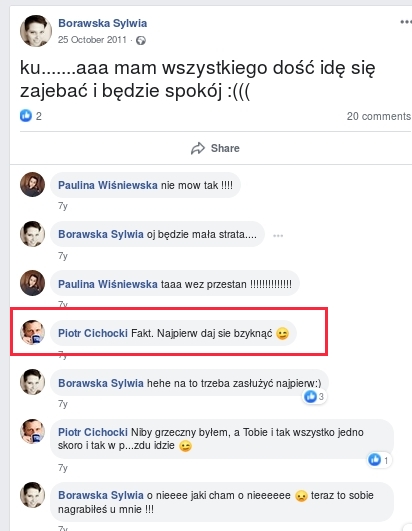 Borawska Sylwia
25 October 2011 ·
ku.......aaa mam wszystkiego dość idę się
zajebać i będzie spokój :(((
2
20 comments
Share
Paulina Wiśniewska nie mow tak !!!!
7y
Borawska Sylwia oj będzie mała strata....
7y
Paulina Wiśniewska taaa wez przestan !!!!!!!!!!!!!!
7y
Piotr Cichocki Fakt. Najpierw daj sie bzyknąć 😉
7y
Borawska Sylwia hehe na to trzeba zasłużyć najpierw:)
3
7y
Piotr Cichocki Niby grzeczny byłem, a Tobie i tak wszystko jedno
skoro i tak w p...zdu idzie 😉
1
7y
Borawska Sylwia o nieeee jaki cham o nieeeeee 😠 teraz to sobie
nagrabiłeś u mnie !!!
7y